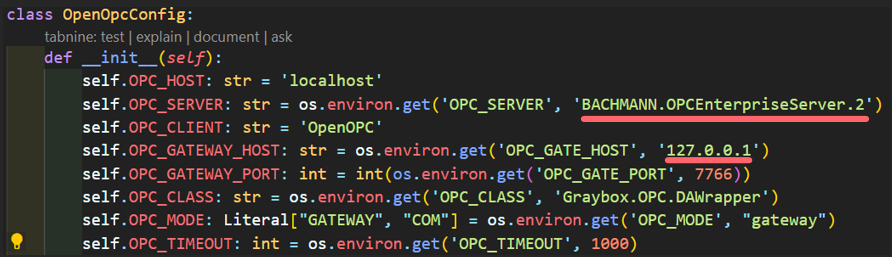 class OpenOpcConfig:
tabnine: test | explain | document | ask
def __init__(self):
self.OPC_HOST: str = 'localhost'
self.OPC_SERVER: str = os.environ.get('OPC_SERVER', 'BACHMANN.OPCEnterpriseServer.2')
self.OPC_CLIENT: str = 'OpenOPC'
self.OPC_GATEWAY_HOST: str = os.environ.get('OPC_GATE_HOST', '127.0.0.1')
self.OPC_GATEWAY_PORT: int = int(os.environ.get('OPC_GATE_PORT', 7766))
self.OPC_CLASS: str = os.environ.get('OPC_CLASS', 'Graybox.OPC.DAWrapper')
self.OPC_MODE: Literal["GATEWAY", "COM"] = os.environ.get('OPC_MODE', "gateway")
self.OPC_TIMEOUT: int = os.environ.get('OPC_TIMEOUT', 1000)